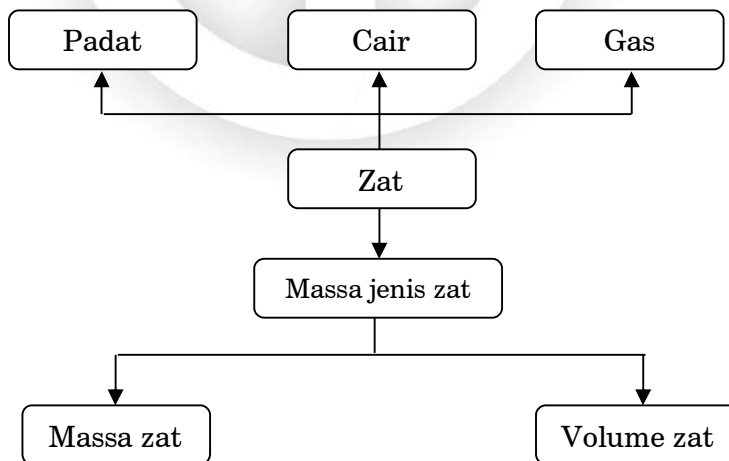 Padat
Cair
Gas
Zat
Massa jenis zat
Massa zat
Volume zat